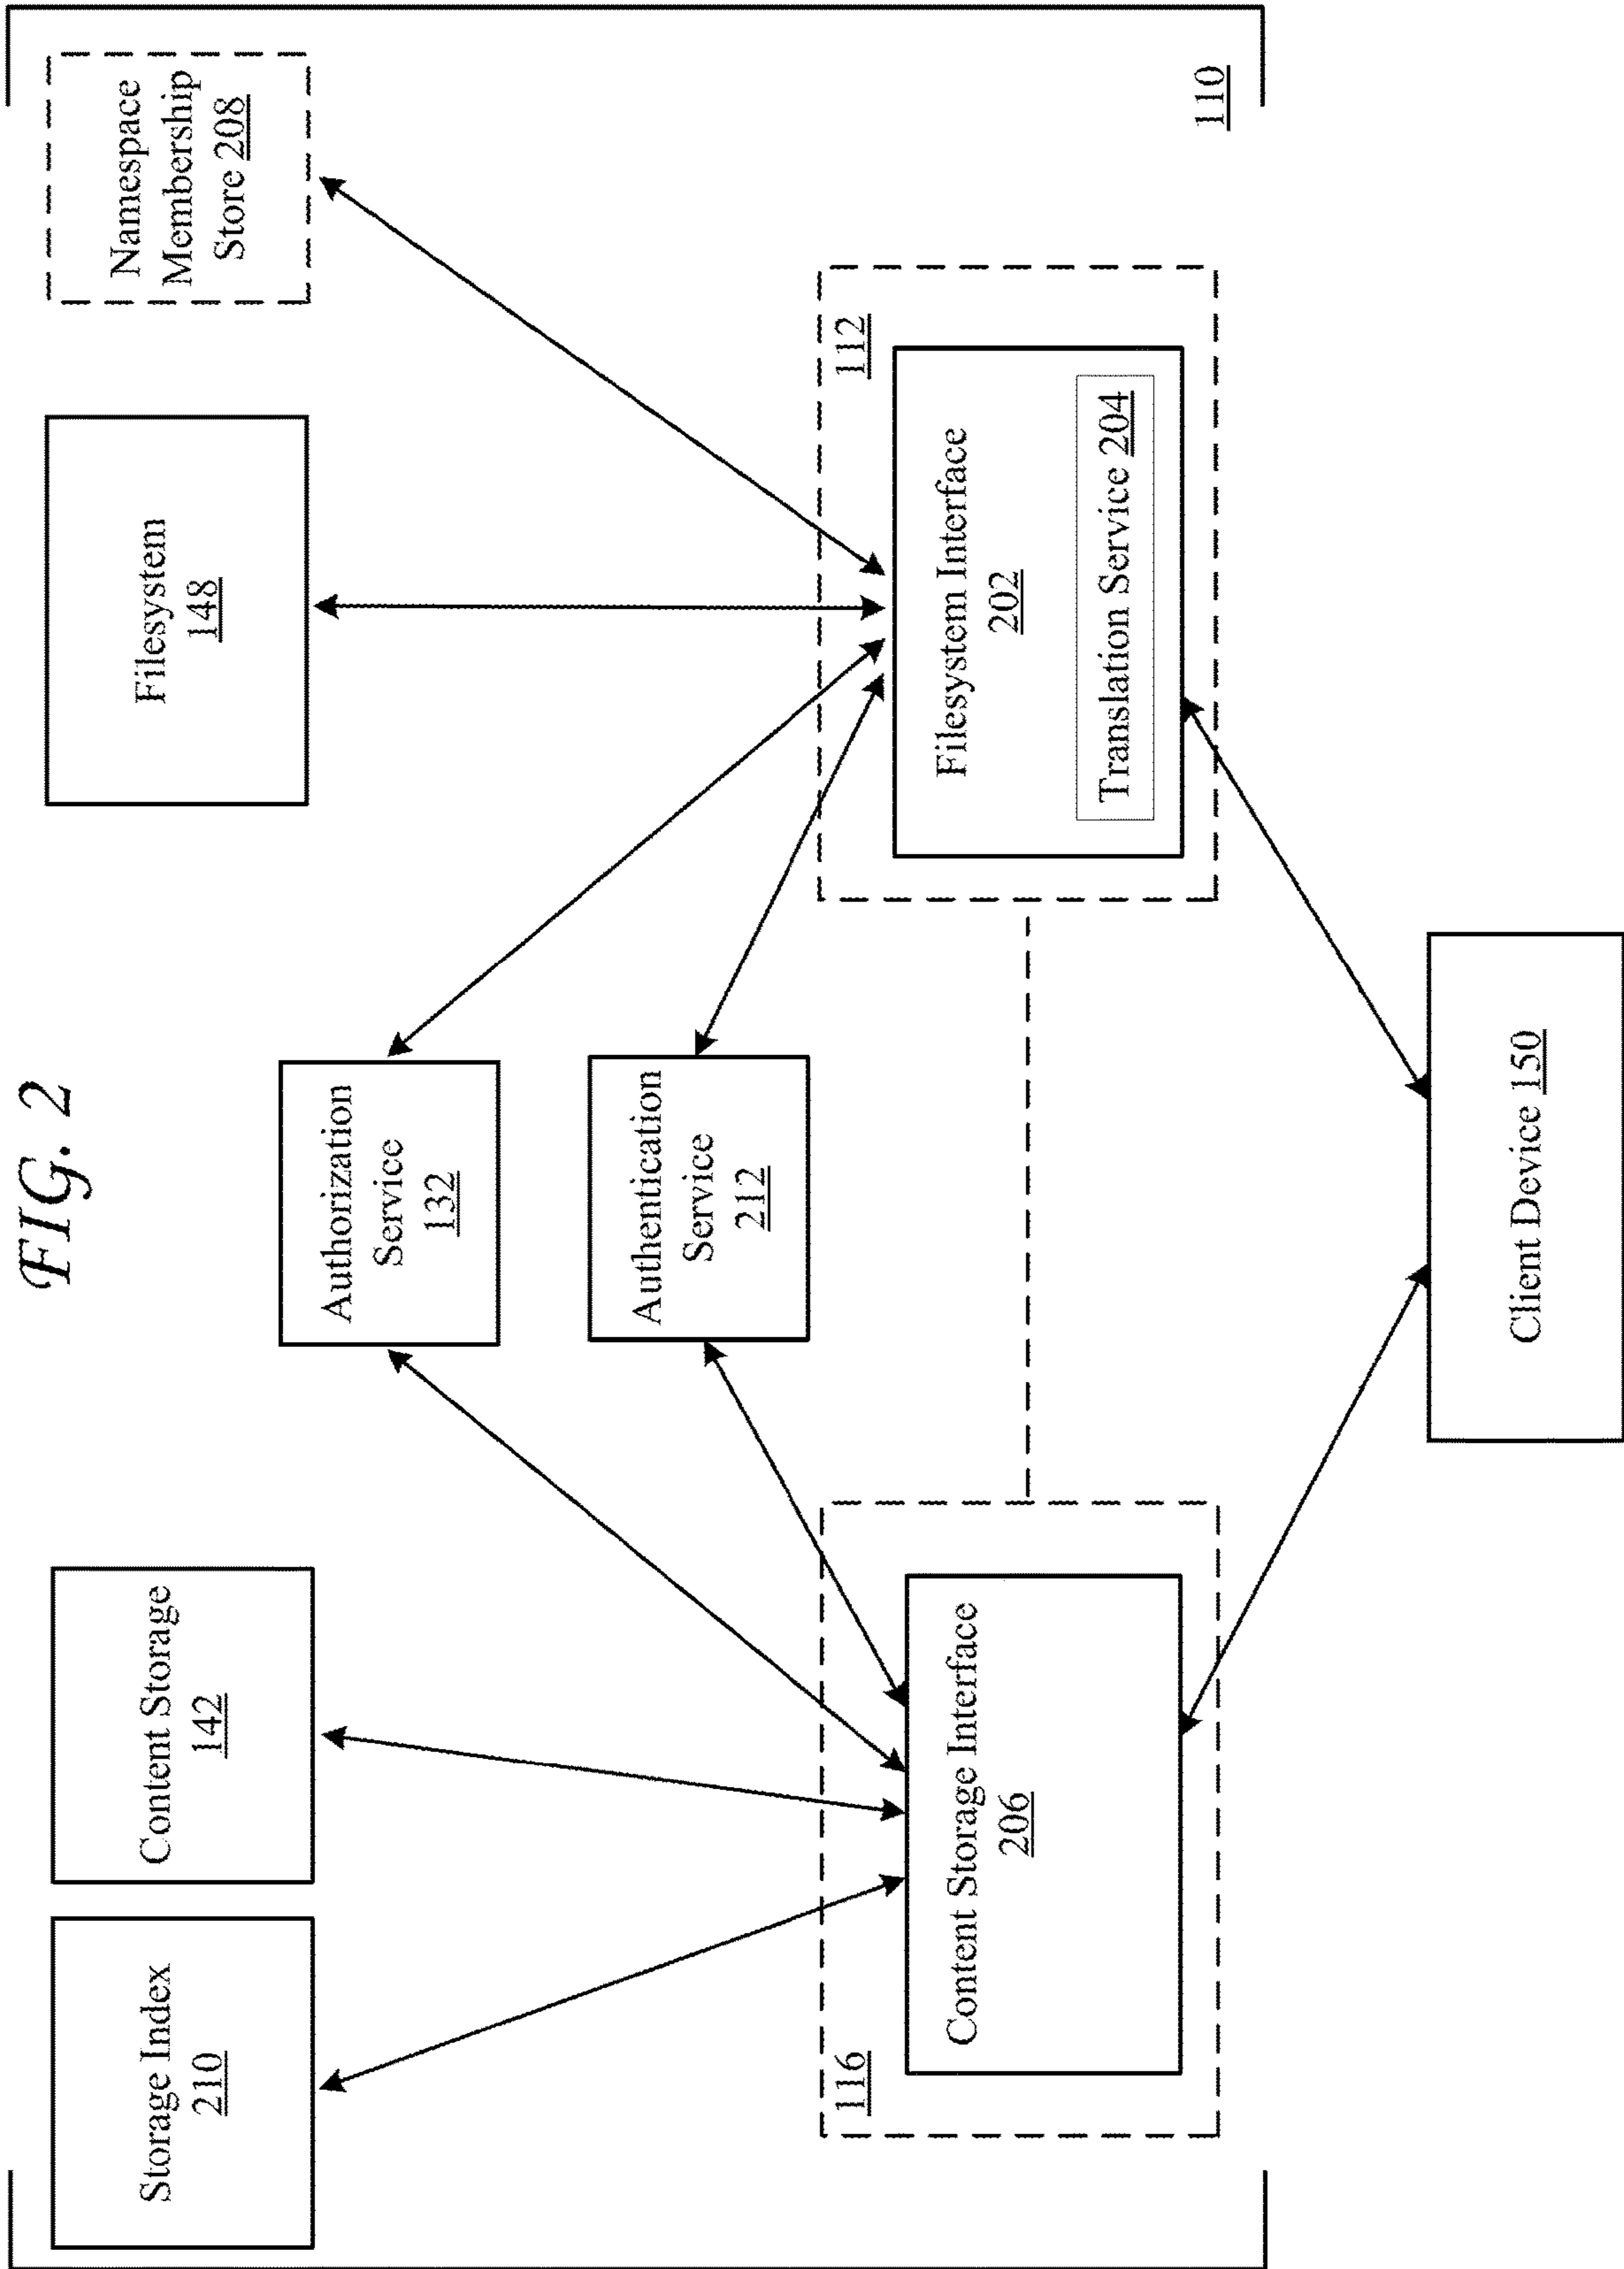 FIG. 2
Storage Index
210
Content Storage
142
Authorization
Service
132
Authentication
Service
212
Filesystem
148
Namespace
Membership
Store 208
116
Content Storage Interface
206
112
Filesystem Interface
202
Translation Service 204
110
Client Device 150